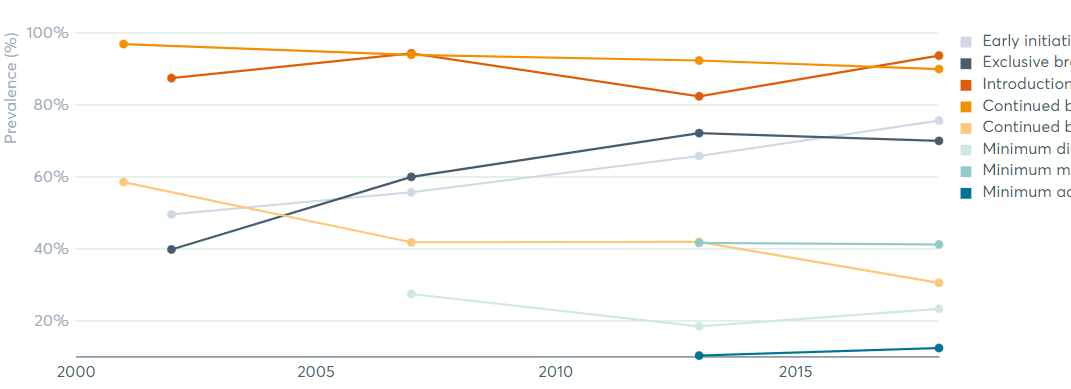 Prevalence (%)
100%
80%
60%
40%
20%
2000 2005 2010 2015
Early initiati
Exclusive br
Introduction
Continued b
Continued b
Minimum di
Minimum m
Minimum ac